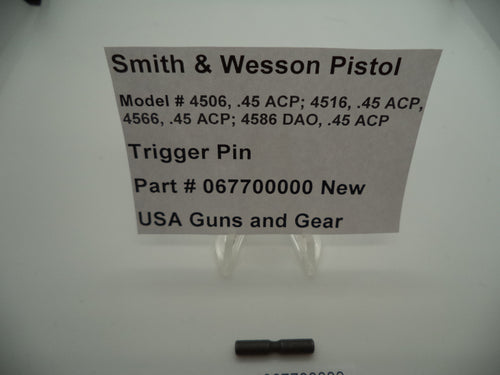 Smith & Wesson Pistol
Model # 4506, .45 ACP; 4516, .45 ACP,
4566, .45 ACP; 4586 DAO, .45 ACP
Trigger Pin
Part # 067700000 New
USA Guns and Gear